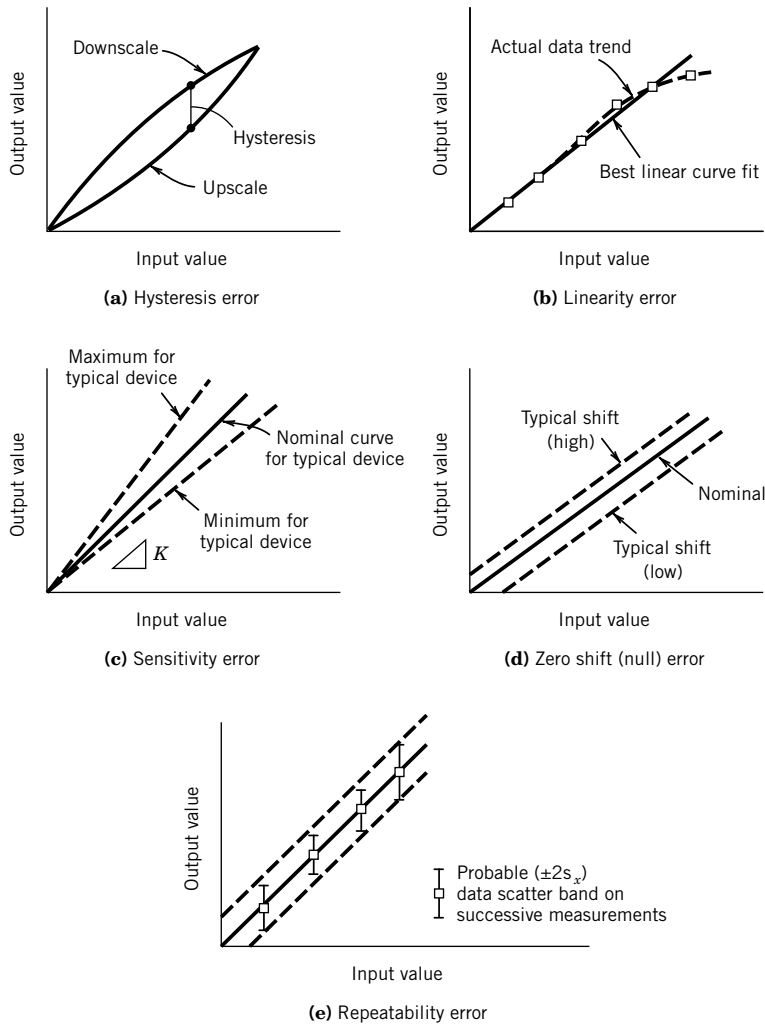 Downscale
Output value
Hysteresis
Upscale
Input value
(a) Hysteresis error
Actual data trend
Output value
Best linear curve fit
Input value
(b) Linearity error
Maximum for
typical device
Output value
Nominal curve
for typical device
Minimum for
typical device
K
Input value
(c) Sensitivity error
Typical shift
(high)
Output value
Nominal
Typical shift
(low)
Input value
(d) Zero shift (null) error
Output value
Probable (±2sₓ)
data scatter band on
successive measurements
Input value
(e) Repeatability error